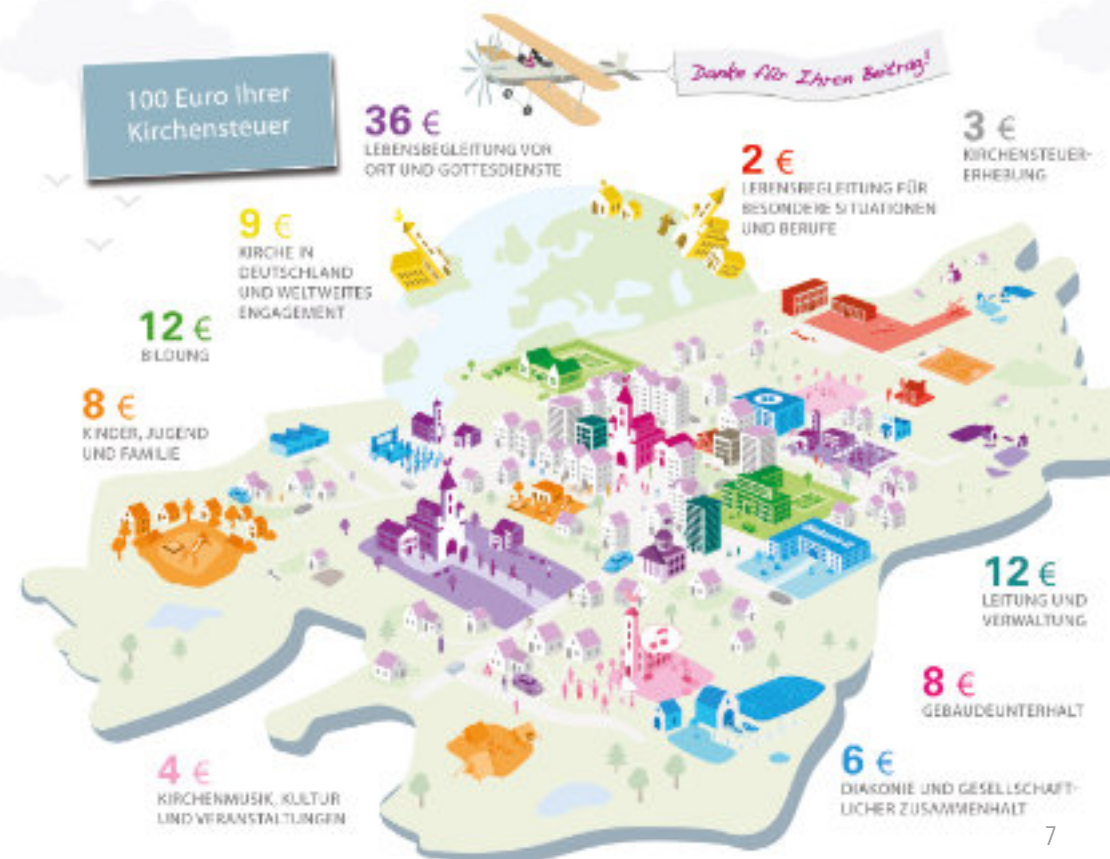 100 Euro Ihrer
Kirchensteuer
Danke für Ihren Beitrag!
36 €
LEBENSBEGLEITUNG VOR
ORT UND GOTTESDIENSTE
3 €
KIRCHENSTEUER-
ERHEBUNG
2 €
LEBENSBEGLEITUNG FÜR
BESONDERE SITUATIONEN
UND BERUFE
9 €
KIRCHE IN
DEUTSCHLAND
UND WELTWEITES
ENGAGEMENT
12 €
BILDUNG
8 €
KINDER, JUGEND
UND FAMILIE
12 €
LEITUNG UND
VERWALTUNG
8 €
GEBÄUDEUNTERHALT
6 €
DIAKONIE UND GESELLSCHAFT-
LICHER ZUSAMMENHALT
4 €
KIRCHENMUSIK, KULTUR
UND VERANSTALTUNGEN
7